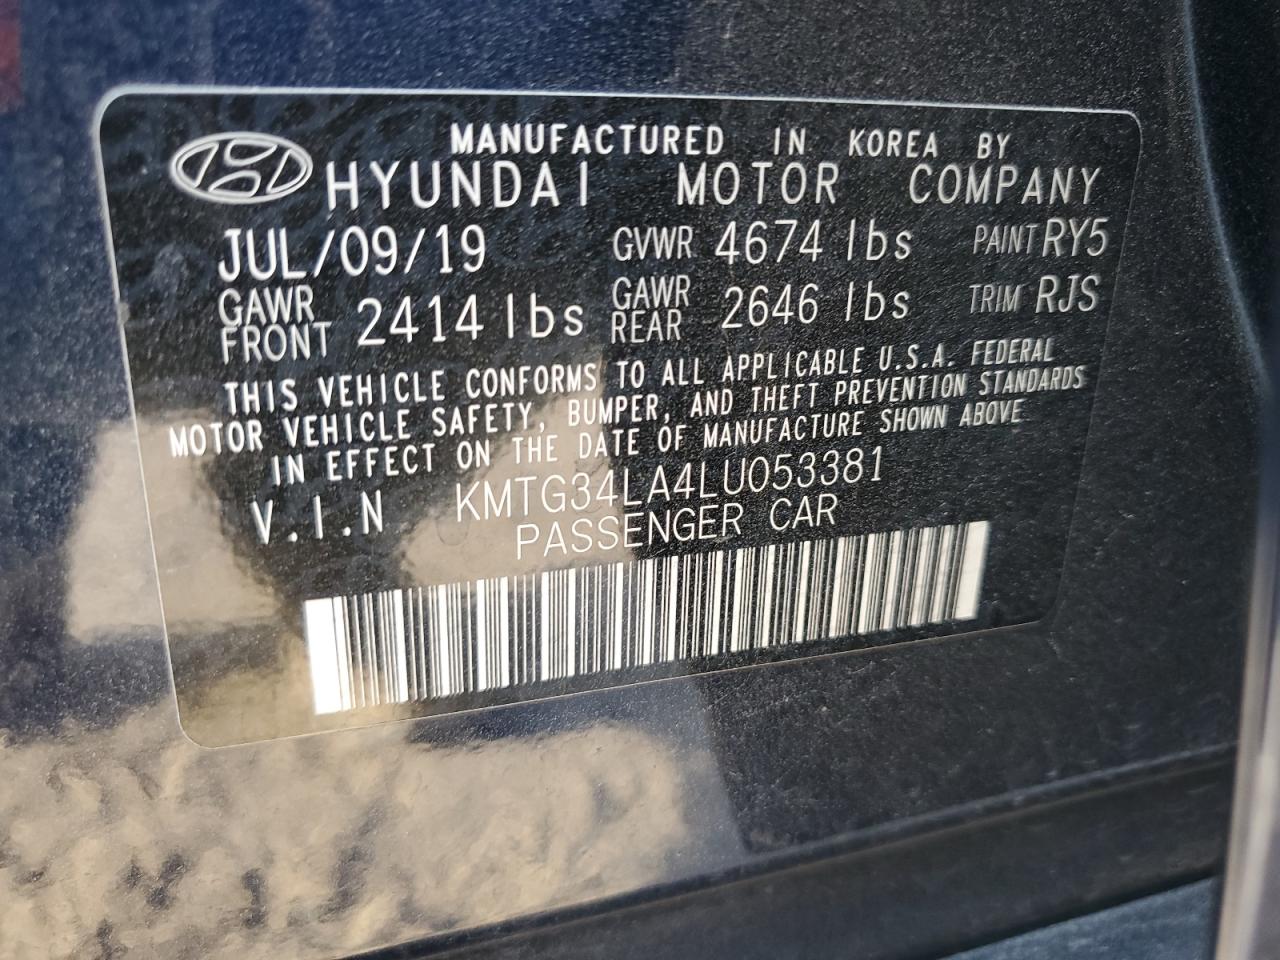 MANUFACTURED IN KOREA BY
HYUNDAI MOTOR COMPANY
JUL/09/19 GVWR 4674 lbs PAINT RY5
GAWR FRONT 2414 lbs GAWR REAR 2646 lbs TRIM RJS
THIS VEHICLE CONFORMS TO ALL APPLICABLE U.S.A. FEDERAL
MOTOR VEHICLE SAFETY, BUMPER, AND THEFT PREVENTION STANDARDS
IN EFFECT ON THE DATE OF MANUFACTURE SHOWN ABOVE
V.I.N KMTG34LA4LU053381
PASSENGER CAR